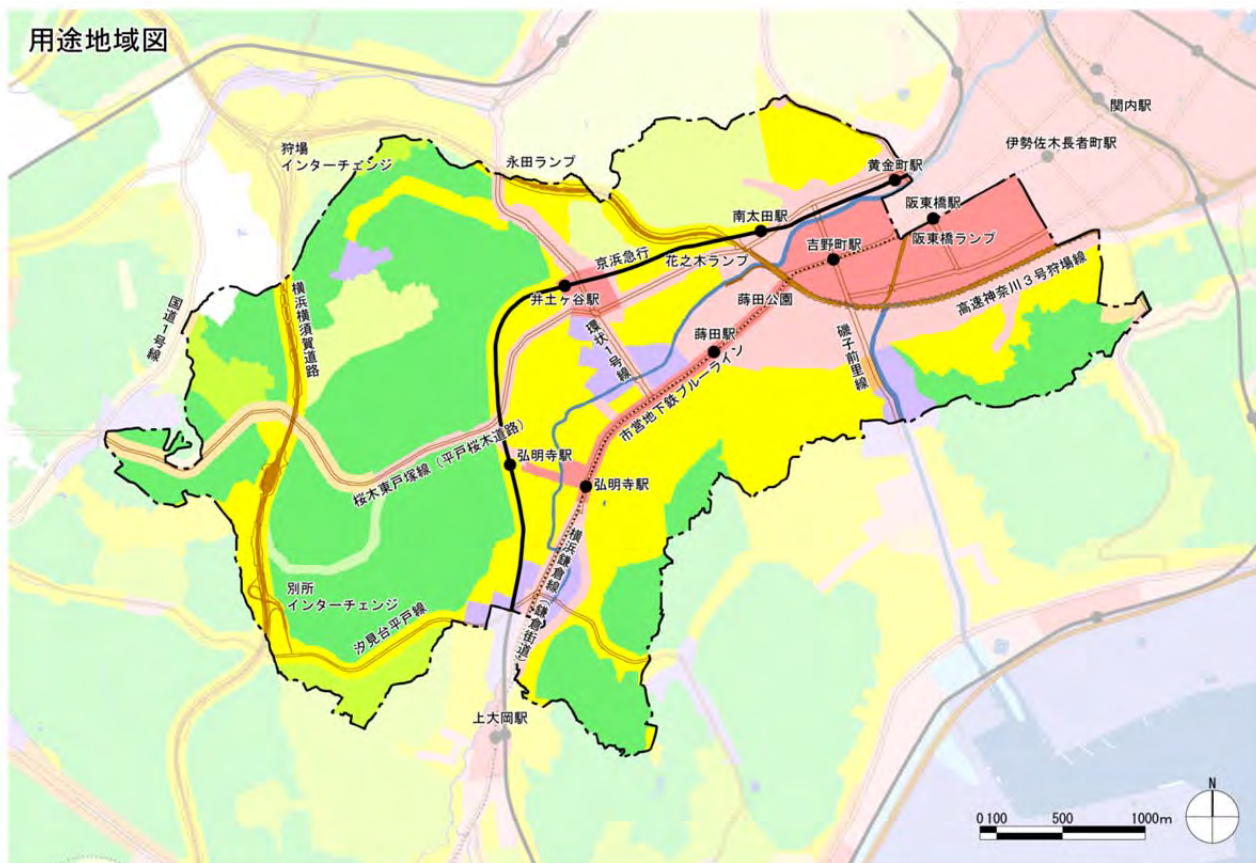 用途地域図
関内駅
狩場
インターチェンジ
永田ランプ
伊勢佐木長者町駅
黄金町駅
南太田駅
阪東橋駅
吉野町駅
阪東橋ランプ
京浜急行
花之木ランプ
井土ヶ谷駅
蒔田公園
高速神奈川3号狩場線
国道1号線
横浜横須賀道路
環状1号線
蒔田駅
磯子前里線
市営地下鉄ブルーライン
桜木東戸塚線(平戸桜木道路)
弘明寺駅
弘明寺駅
横浜鎌倉線(鎌倉街道)
別所
インターチェンジ
汐見台平戸線
上大岡駅
N
0 100 500 1000m